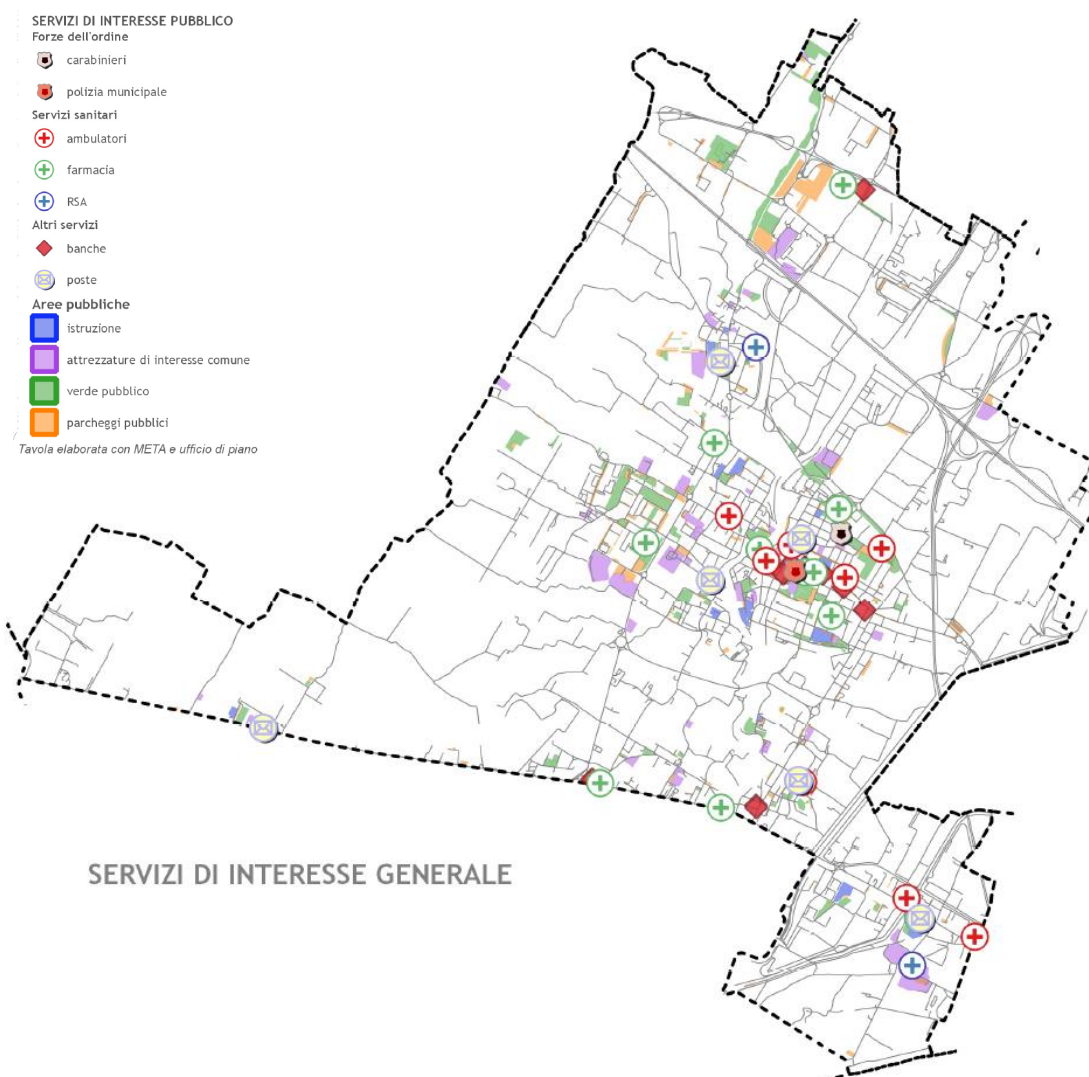 SERVIZI DI INTERESSE PUBBLICO
Forze dell'ordine
carabinieri
polizia municipale
Servizi sanitari
ambulatori
farmacia
RSA
Altri servizi
banche
poste
Aree pubbliche
istruzione
attrezzature di interesse comune
verde pubblico
parcheggi pubblici
Tavola elaborata con META e ufficio di piano
SERVIZI DI INTERESSE GENERALE